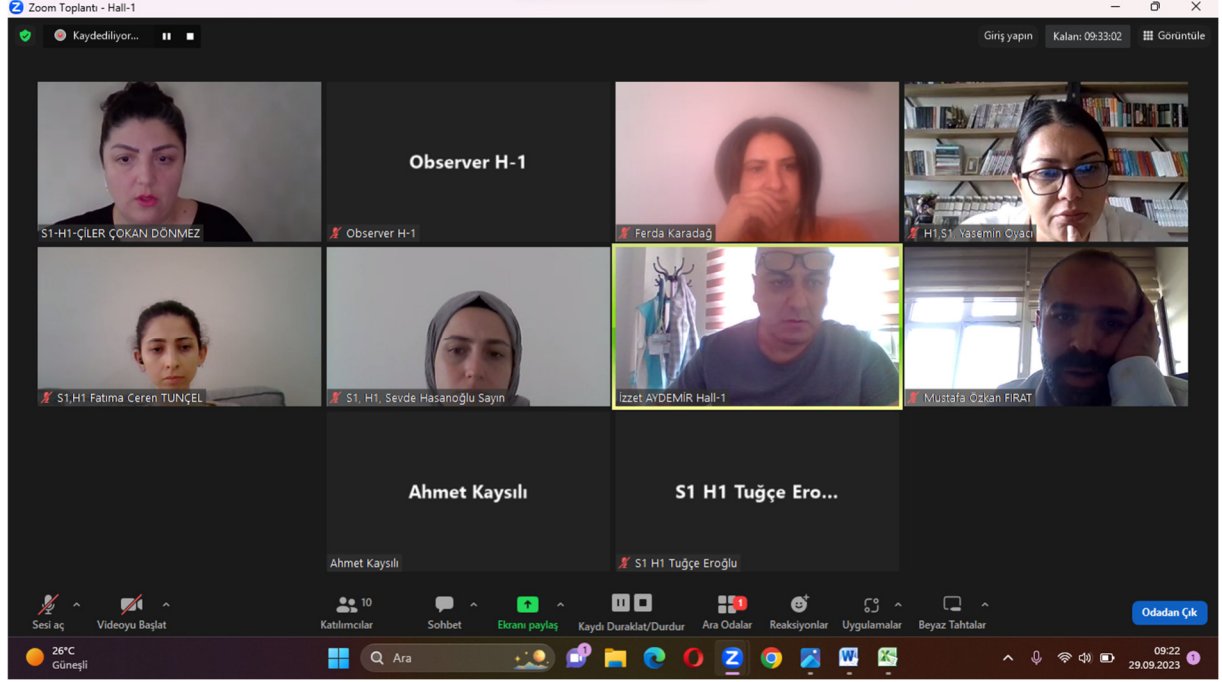 Zoom Toplantı - Hall-1
Kaydediliyor...
Giriş yapın
Kalan: 09:33:02
Görüntüle
S1-H1-ÇİLER ÇOKAN DÖNMEZ
Observer H-1
Observer H-1
Ferda Karadağ
H1,S1, Yasemin Oyacı
S1,H1 Fatıma Ceren TUNÇEL
S1, H1, Sevde Hasanoğlu Sayın
İzzet AYDEMİR Hall-1
Mustafa Özkan FIRAT
Ahmet Kaysılı
Ahmet Kaysılı
S1 H1 Tuğçe Ero...
S1 H1 Tuğçe Eroğlu
Sesi aç
Videoyu Başlat
10
Katılımcılar
Sohbet
Ekranı paylaş
Kaydı Duraklat/Durdur
1
Ara Odalar
Reaksiyonlar
Uygulamalar
Beyaz Tahtalar
Odadan Çık
26°C
Güneşli
Ara
1
09:22
29.09.2023
1